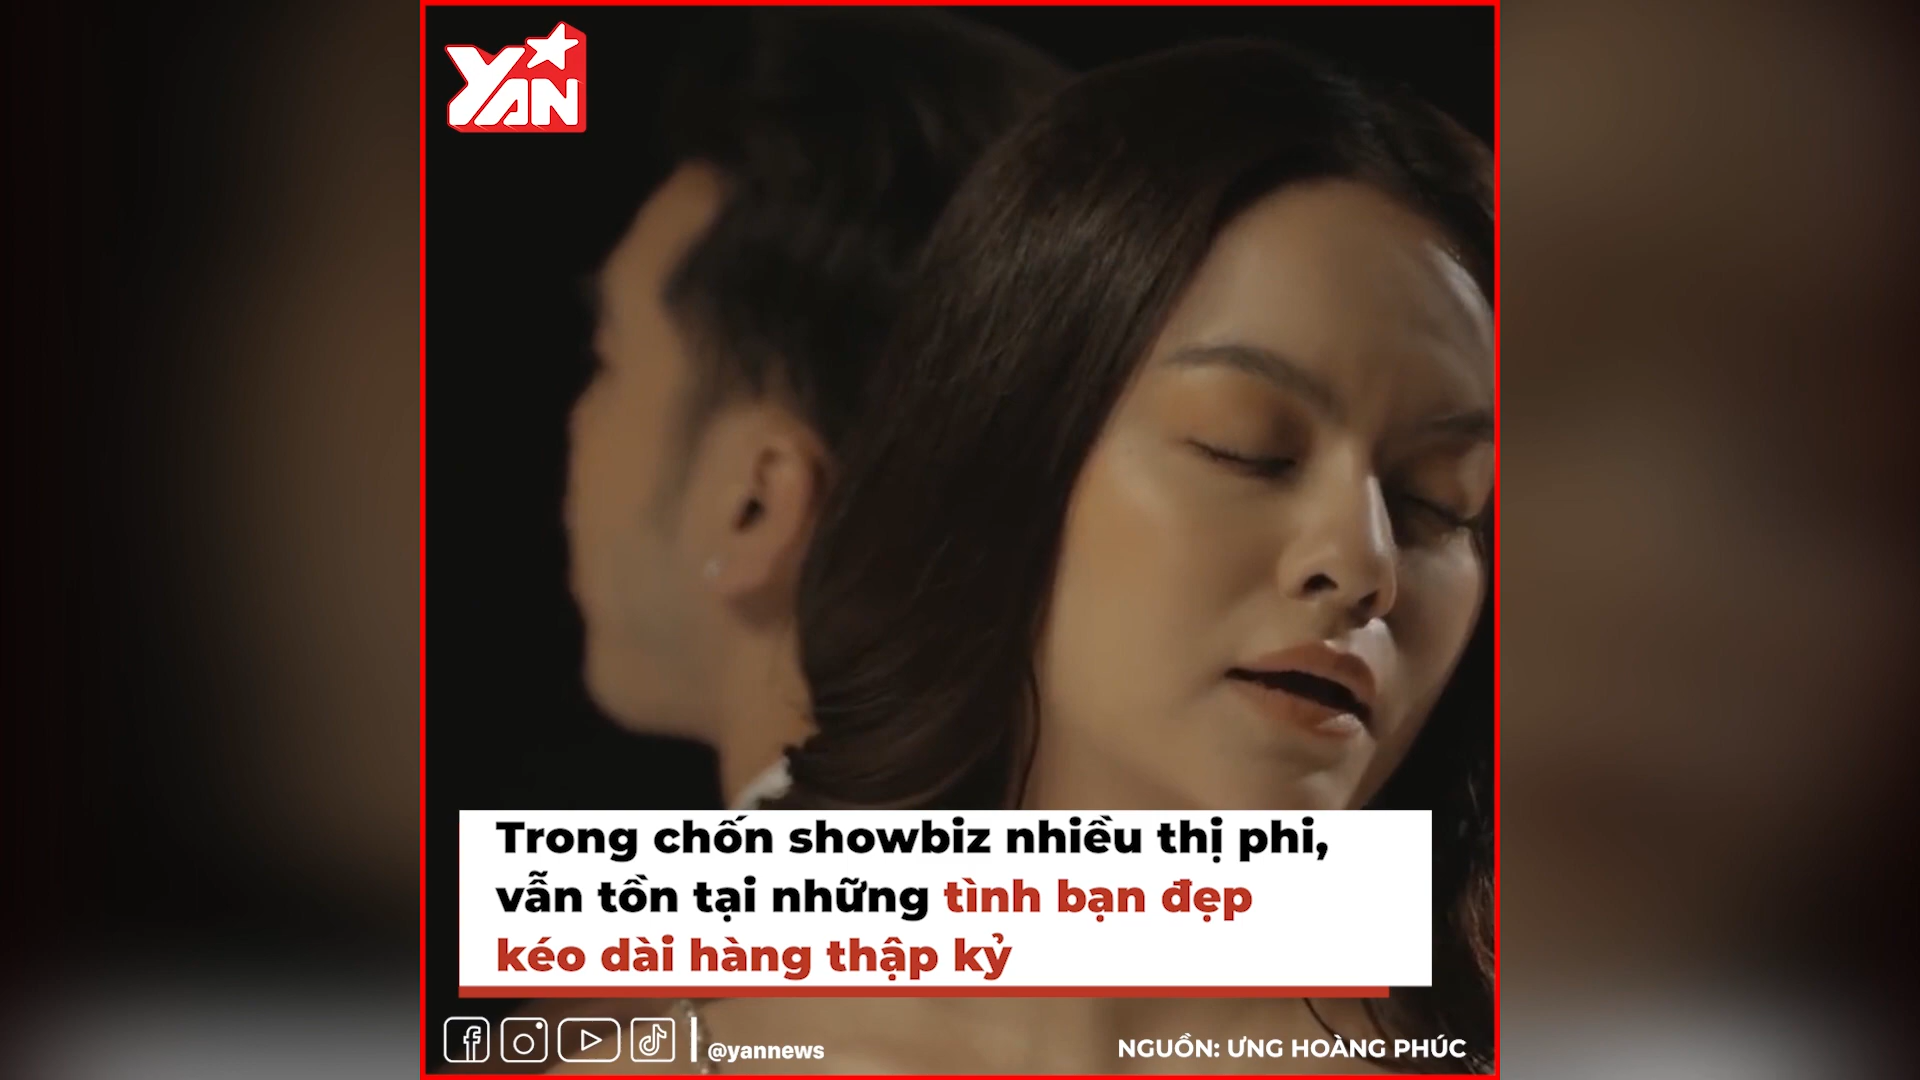 YAN
Trong chốn showbiz nhiều thị phi,
vẫn tồn tại những tình bạn đẹp
kéo dài hàng thập kỷ
@yannews
NGUỒN: ƯNG HOÀNG PHÚC